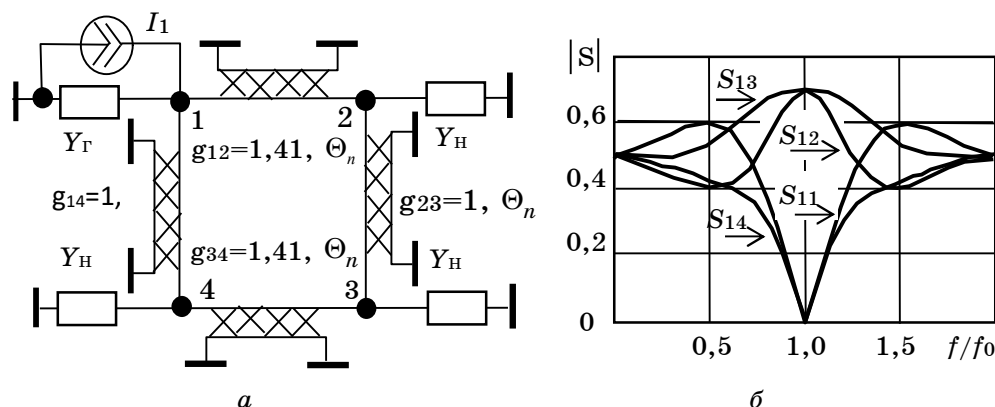 I1
Yг
1
2
Yн
g12=1,41, Θn
g14=1,
g23=1, Θn
Yн
g34=1,41, Θn
Yн
4
3
а
|S|
S13
0,6
S12
0,4
S11
S14
0,2
0
0,5
1,0
1,5
f/f0
б